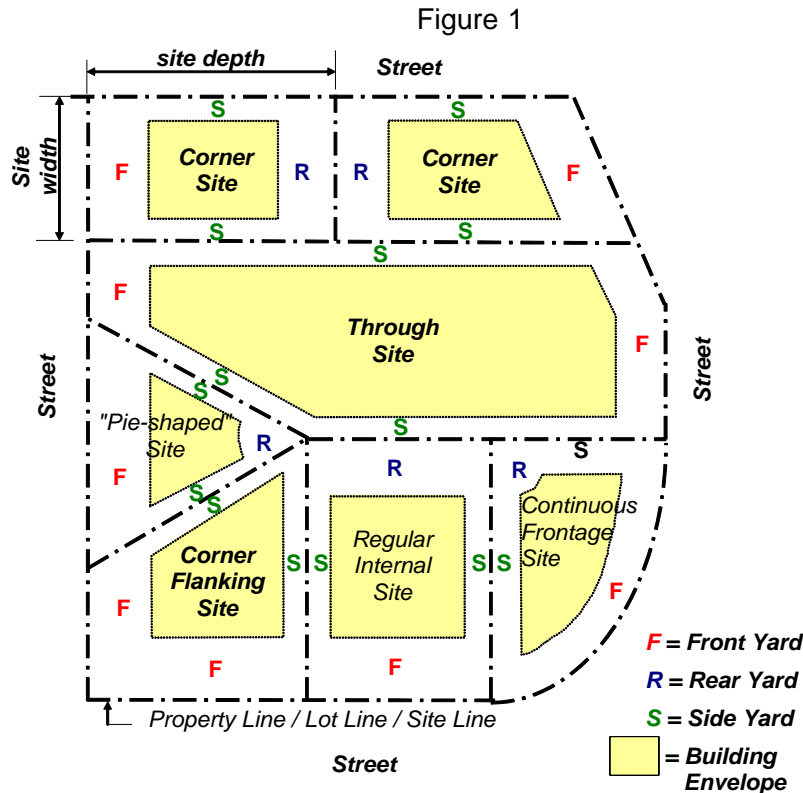 Figure 1
site depth
Street
Site
width
S
S
F
Corner
Site
R
R
Corner
Site
F
S
S
S
F
Through
Site
F
Street
Street
S
S
S
"Pie-shaped"
Site
R
F
S
S
S
R
R
Continuous
Frontage
Site
Regular
Internal
Site
Corner
Flanking
Site
S
S
S
S
F
F
F
F
F = Front Yard
R = Rear Yard
S = Side Yard
= Building
Envelope
Property Line / Lot Line / Site Line
Street